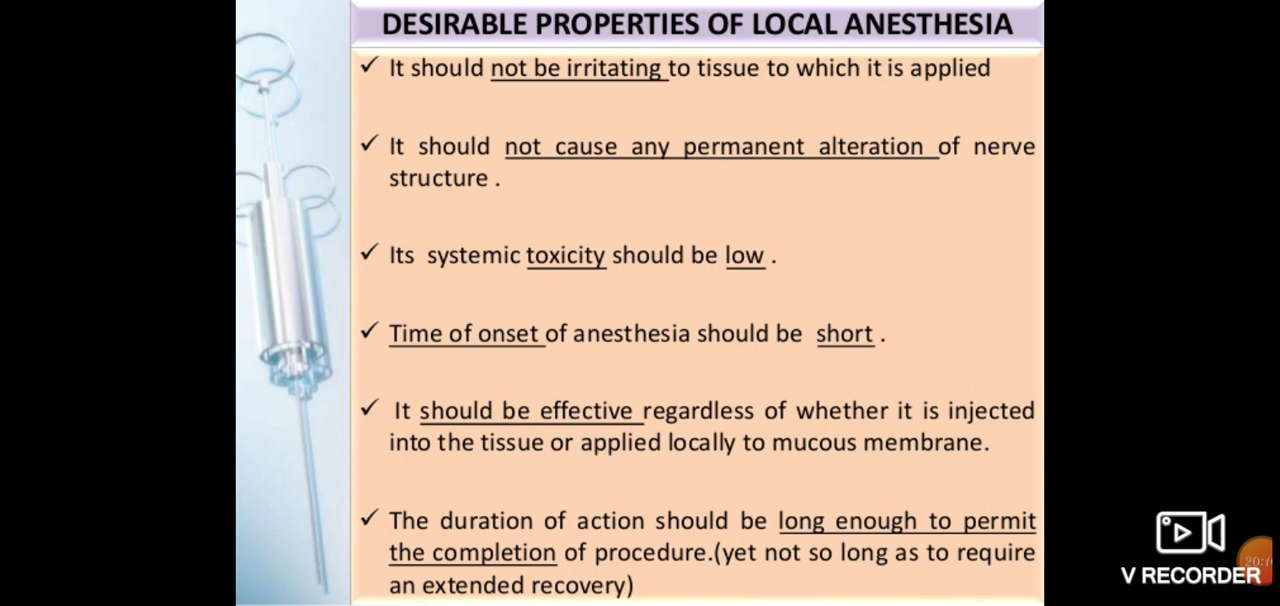 DESIRABLE PROPERTIES OF LOCAL ANESTHESIA
✓ It should not be irritating to tissue to which it is applied
✓ It should not cause any permanent alteration of nerve
structure .
✓ Its systemic toxicity should be low .
✓ Time of onset of anesthesia should be short .
✓ It should be effective regardless of whether it is injected
into the tissue or applied locally to mucous membrane.
✓ The duration of action should be long enough to permit
the completion of procedure.(yet not so long as to require
an extended recovery)
V RECORDER